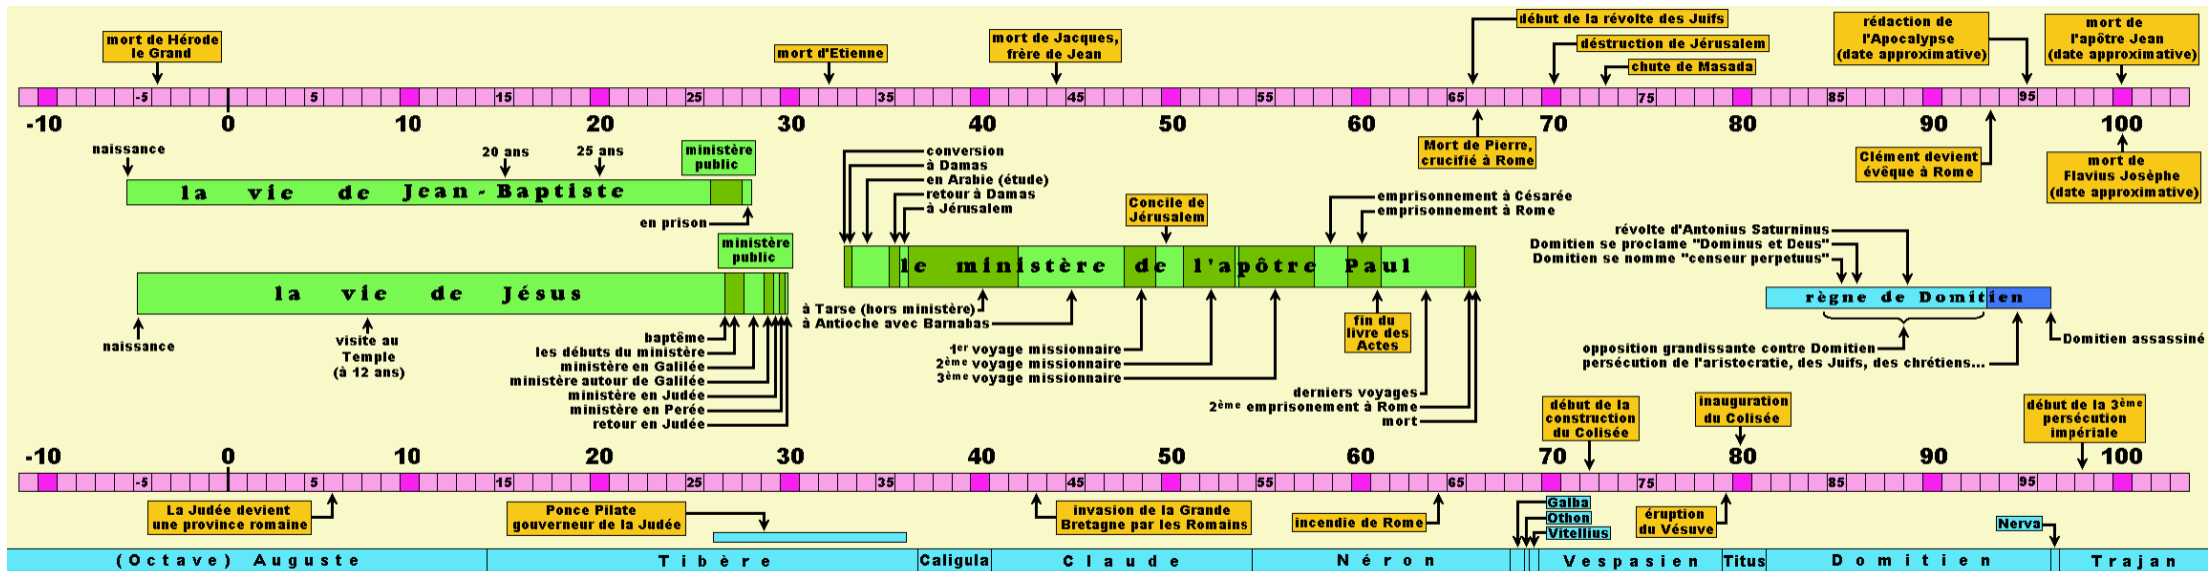 mort de Hérode
le Grand
mort d'Etienne
mort de Jacques,
frère de Jean
début de la révolte des Juifs
déstruction de Jérusalem
chute de Masada
rédaction de
l'Apocalypse
(date approximative)
mort de
l'apôtre Jean
(date approximative)
-5 5 15 25 35 45 55 65 75 85 95
-10 0 10 20 30 40 50 60 70 80 90 100
naissance
20 ans
25 ans
ministère
public
la vie de Jean-Baptiste
en prison
conversion
à Damas
en Arabie (étude)
retour à Damas
à Jérusalem
Concile de
Jérusalem
Mort de Pierre,
crucifié à Rome
emprisonnement à Césarée
emprisonnement à Rome
Clément devient
évêque à Rome
mort de
Flavius Josèphe
(date approximative)
ministère
public
la vie de Jésus
naissance
visite au
Temple
(à 12 ans)
baptême
les débuts du ministère
ministère en Galilée
ministère autour de Galilée
ministère en Judée
ministère en Perée
retour en Judée
le ministère de l'apôtre Paul
à Tarse (hors ministère)
à Antioche avec Barnabas
1er voyage missionnaire
2ème voyage missionnaire
3ème voyage missionnaire
fin du
livre des
Actes
derniers voyages
2ème emprisonement à Rome
mort
révolte d'Antonius Saturninus
Domitien se proclame "Dominus et Deus"
Domitien se nomme "censeur perpetuus"
règne de Domitien
Domitien assassiné
opposition grandissante contre Domitien
persécution de l'aristocratie, des Juifs, des chrétiens...
début de la
construction
du Colisée
inauguration
du Colisée
début de la 3ème
persécution
impériale
-10 0 10 20 30 40 50 60 70 80 90 100
-5 5 15 25 35 45 55 65 75 85 95
La Judée devient
une province romaine
Ponce Pilate
gouverneur de la Judée
invasion de la Grande
Bretagne par les Romains
incendie de Rome
Galba
Othon
Vitellius
éruption
du Vésuve
Nerva
(Octave) Auguste Tibère Caligula Claude Néron Vespasien Titus Domitien Trajan